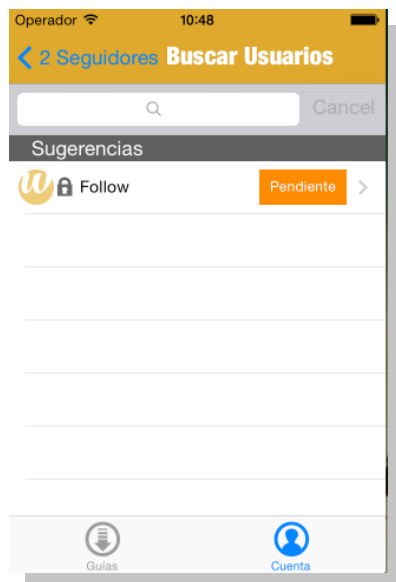 Operador 10:48
2 Seguidores Buscar Usuarios
Cancel
Sugerencias
Follow Pendiente
Guías Cuenta